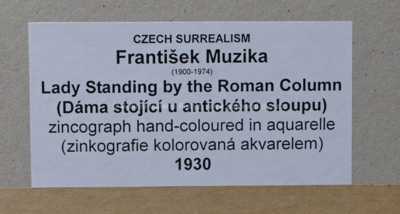 CZECH SURREALISM
František Muzika
(1900-1974)
Lady Standing by the Roman Column
(Dáma stojící u antického sloupu)
zincograph hand-coloured in aquarelle
(zinkografie kolorovaná akvarelem)
1930